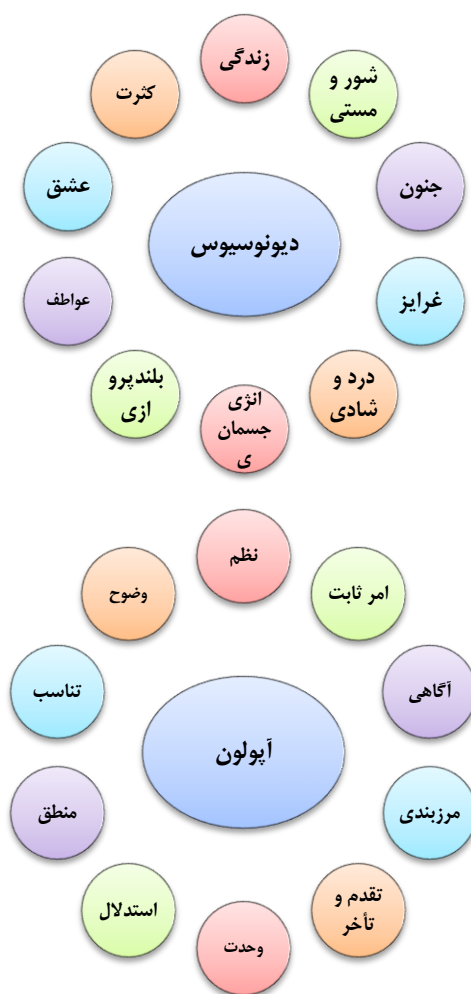 زندگی
شور و
مستی
جنون
غرایز
درد و
شادی
انژی
جسمان
ی
بلندپرو
ازی
عواطف
عشق
کثرت
دیونوسیوس
نظم
امر ثابت
آگاهی
مرزبندی
تقدم و
تأخر
وحدت
استدلال
منطق
تناسب
وضوح
آپولون